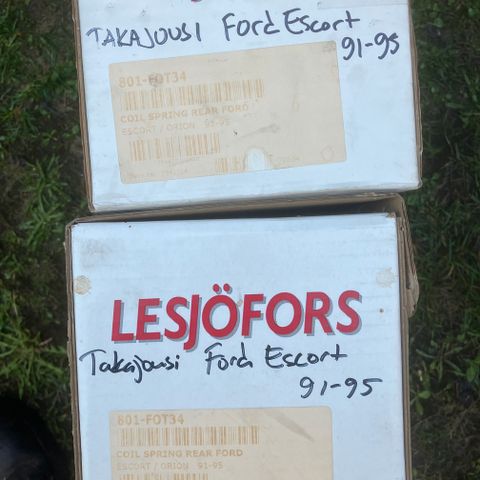 TAKAJOUSI Ford Escort
91-95
801-FOT34
COIL SPRING REAR FORD
ESCORT / ORION 91-95
LESJÖFORS
Takajousi Ford Escort
91-95
801-FOT34
COIL SPRING REAR FORD
ESCORT / ORION 91-95